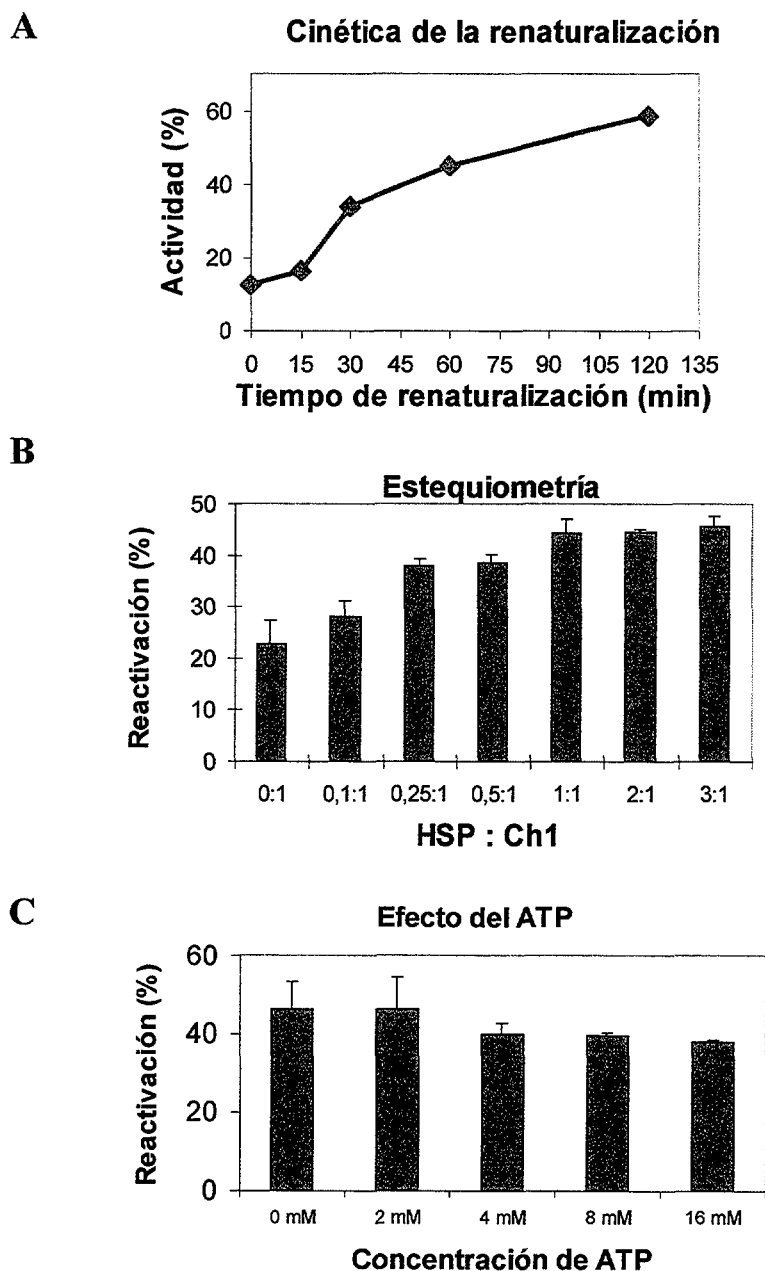 A
Cinética de la renaturalización
Actividad (%)
60
40
20
0
0 15 30 45 60 75 90 105 120 135
Tiempo de renaturalización (min)
B
Estequiometría
Reactivación (%)
50
40
30
20
10
0
0:1 0,1:1 0,25:1 0,5:1 1:1 2:1 3:1
HSP : Ch1
C
Efecto del ATP
Reactivación (%)
60
40
20
0
0 mM 2 mM 4 mM 8 mM 16 mM
Concentración de ATP